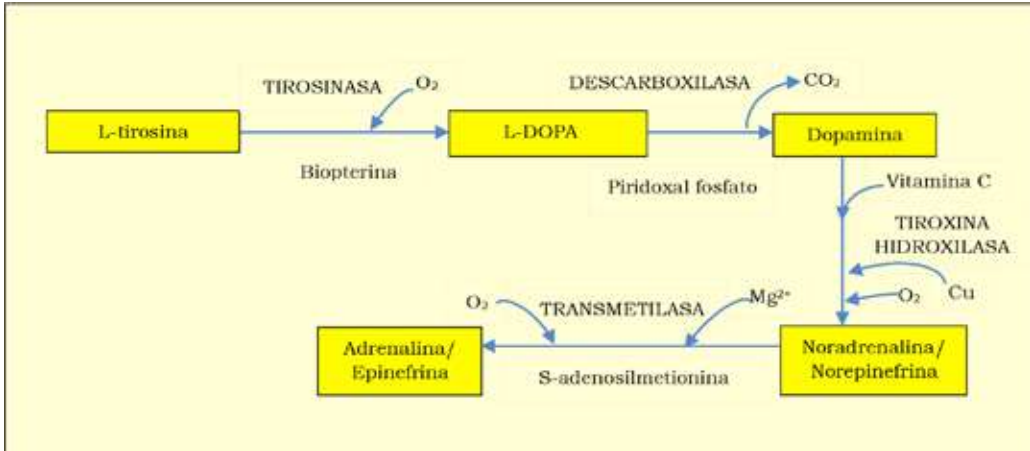 TIROSINASA
O₂
DESCARBOXILASA
CO₂
L-tirosina
L-DOPA
Dopamina
Biopterina
Piridoxal fosfato
Vitamina C
TIROXINA
HIDROXILASA
Cu
O₂
O₂
TRANSMETILASA
Mg²⁺
Adrenalina/
Epinefrina
S-adenosilmetionina
Noradrenalina/
Norepinefrina